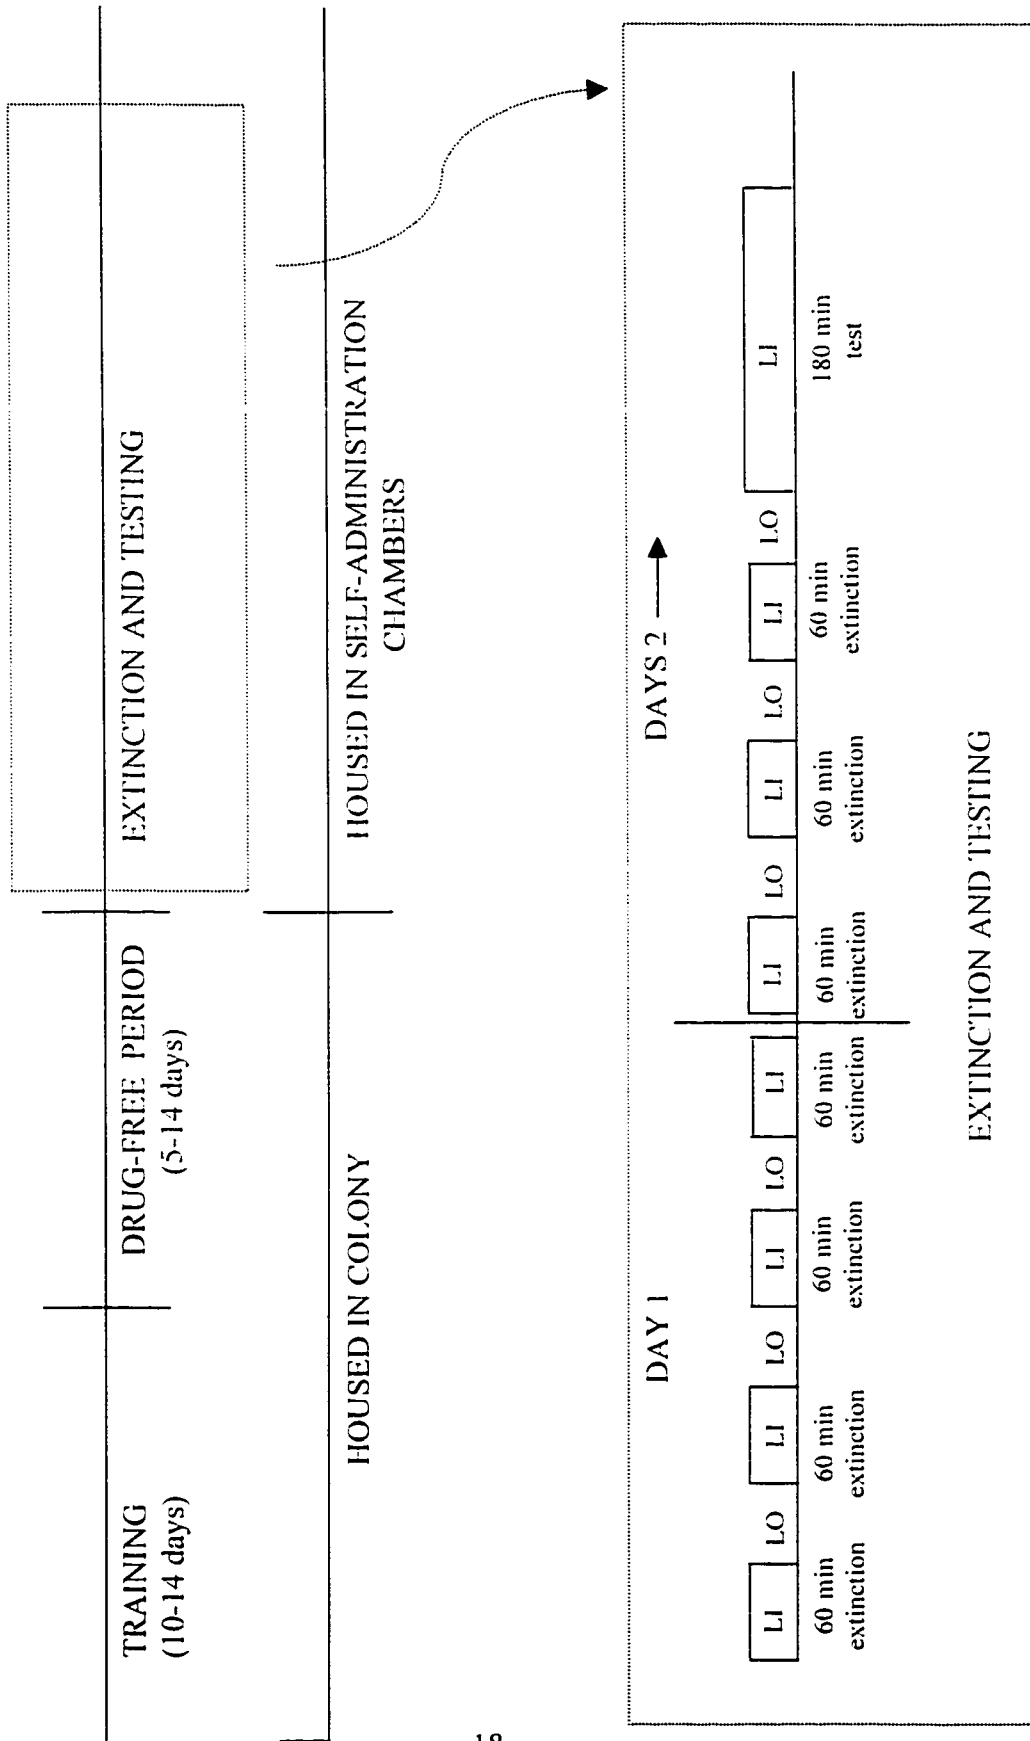 TRAINING
(10-14 days)
DRUG-FREE PERIOD
(5-14 days)
EXTINCTION AND TESTING
HOUSED IN COLONY
HOUSED IN SELF-ADMINISTRATION
CHAMBERS
DAY 1
DAYS 2
LI LO LI LO LI LO LI LI LO LI LO LI LO LI
60 min
extinction
60 min
extinction
60 min
extinction
60 min
extinction
60 min
extinction
60 min
extinction
60 min
extinction
180 min
test
EXTINCTION AND TESTING
18